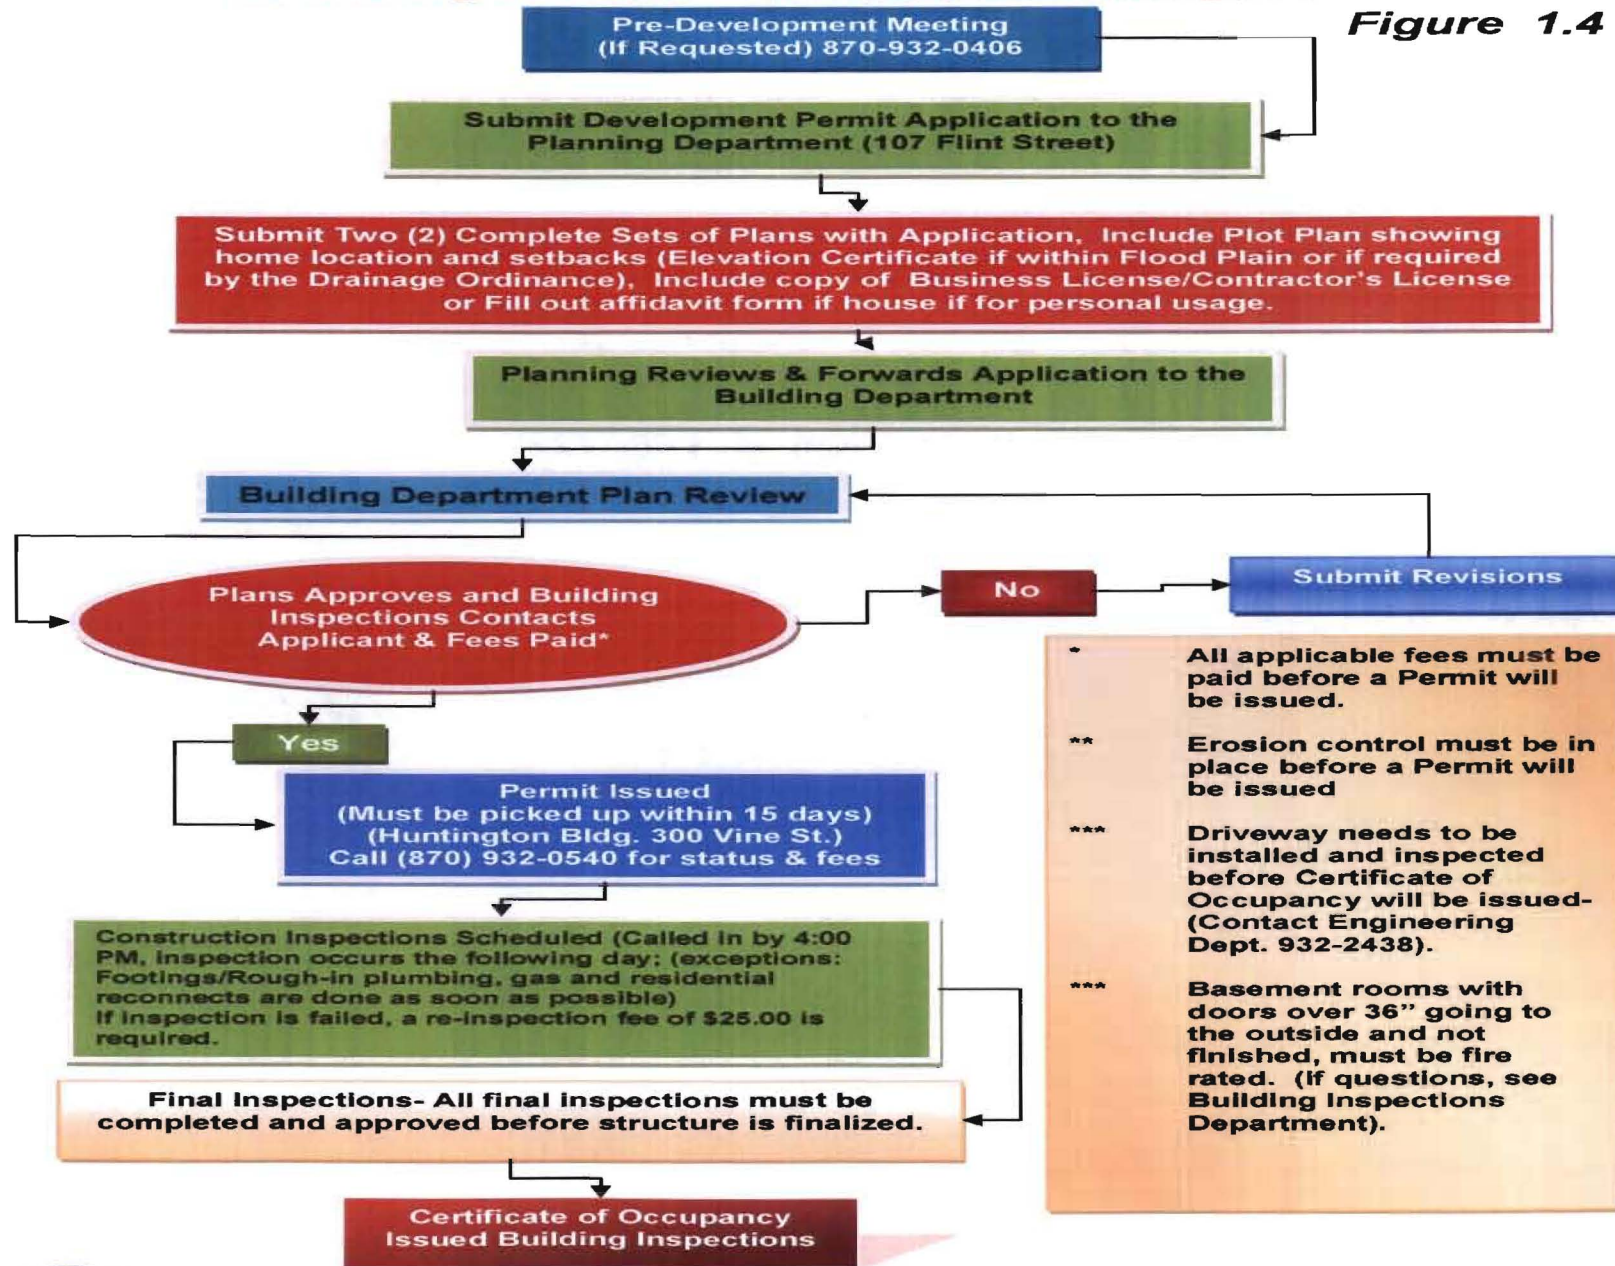 Figure 1.4
Pre-Development Meeting
(If Requested) 870-932-0406
Submit Development Permit Application to the
Planning Department (107 Flint Street)
Submit Two (2) Complete Sets of Plans with Application, Include Plot Plan showing
home location and setbacks (Elevation Certificate if within Flood Plain or if required
by the Drainage Ordinance), Include copy of Business License/Contractor's License
or Fill out affidavit form if house if for personal usage.
Planning Reviews & Forwards Application to the
Building Department
Building Department Plan Review
Plans Approves and Building
Inspections Contacts
Applicant & Fees Paid*
No
Submit Revisions
Yes
Permit Issued
(Must be picked up within 15 days)
(Huntington Bldg. 300 Vine St.)
Call (870) 932-0540 for status & fees
Construction Inspections Scheduled (Called in by 4:00
PM, inspection occurs the following day; (exceptions:
Footings/Rough-in plumbing, gas and residential
reconnects are done as soon as possible)
If inspection is failed, a re-inspection fee of $25.00 is
required.
Final Inspections- All final inspections must be
completed and approved before structure is finalized.
Certificate of Occupancy
Issued Building Inspections
* All applicable fees must be
paid before a Permit will
be issued.
** Erosion control must be in
place before a Permit will
be issued
*** Driveway needs to be
installed and inspected
before Certificate of
Occupancy will be issued-
(Contact Engineering
Dept. 932-2438).
*** Basement rooms with
doors over 36" going to
the outside and not
finished, must be fire
rated. (If questions, see
Building Inspections
Department).